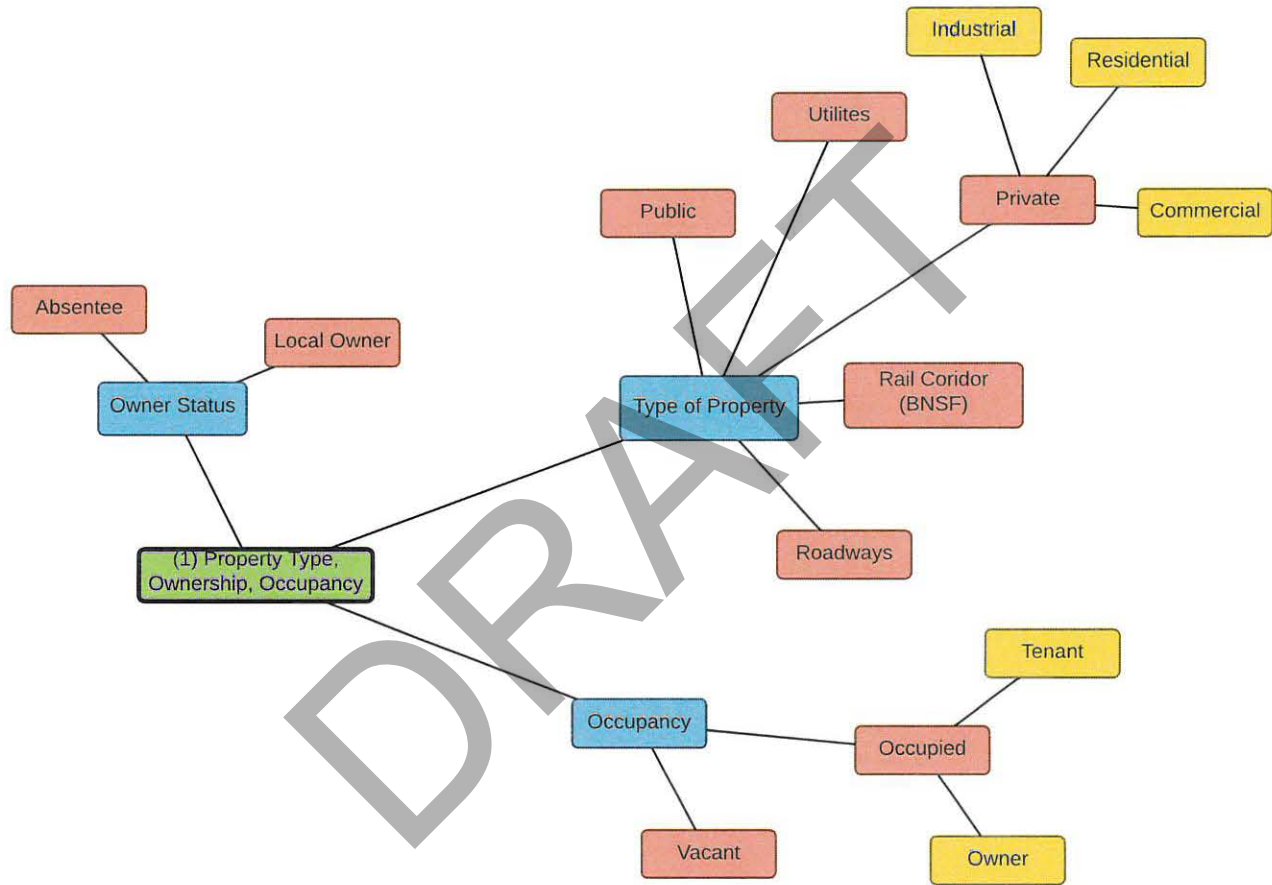 Industrial
Residential
Utilites
Private
Public
Commercial
Absentee
Local Owner
Rail Coridor
(BNSF)
Owner Status
Type of Property
Roadways
(1) Property Type,
Ownership, Occupancy
Tenant
Occupancy
Occupied
Vacant
Owner
DRAFT